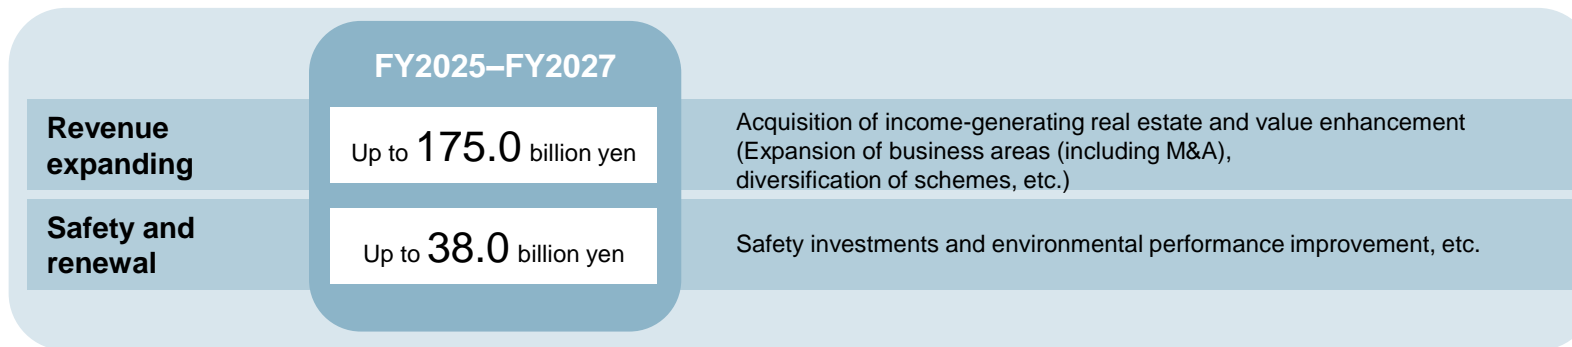 FY2025–FY2027
Revenue
expanding
Up to 175.0 billion yen
Acquisition of income-generating real estate and value enhancement
(Expansion of business areas (including M&A),
diversification of schemes, etc.)
Safety and
renewal
Up to 38.0 billion yen
Safety investments and environmental performance improvement, etc.